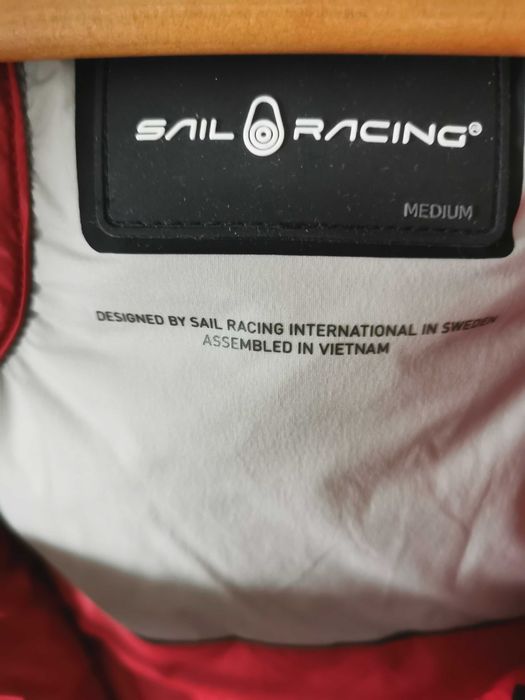 SAIL RACING®
MEDIUM
DESIGNED BY SAIL RACING INTERNATIONAL IN SWEDEN
ASSEMBLED IN VIETNAM